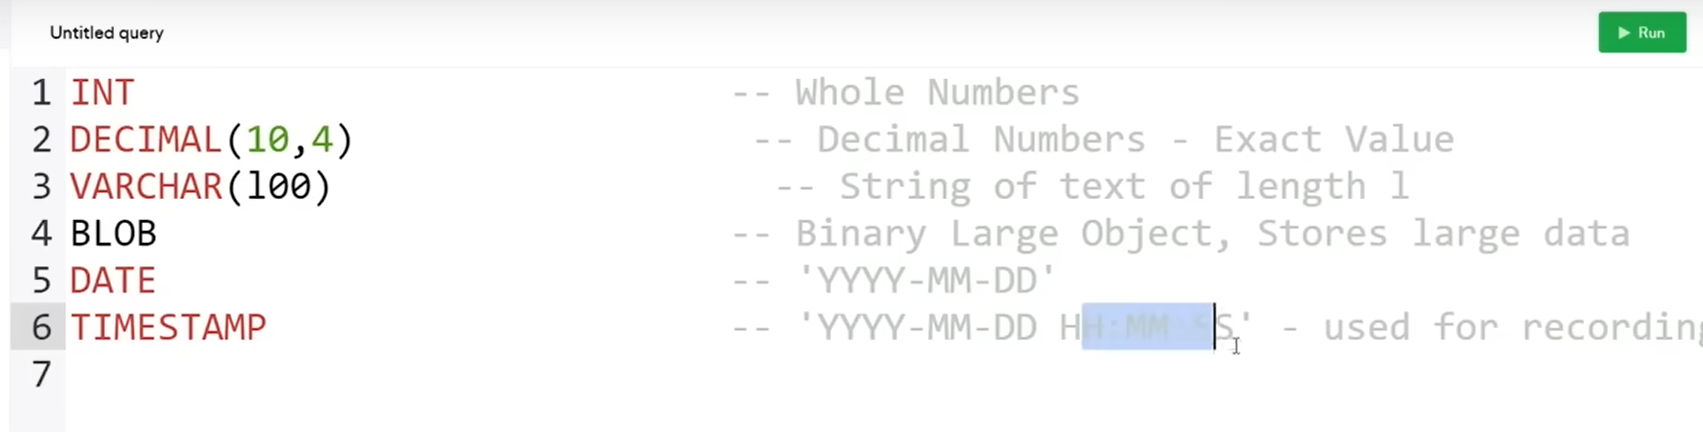 Untitled query
Run
1 INT -- Whole Numbers
2 DECIMAL(10,4) -- Decimal Numbers - Exact Value
3 VARCHAR(l00) -- String of text of length l
4 BLOB -- Binary Large Object, Stores large data
5 DATE -- 'YYYY-MM-DD'
6 TIMESTAMP -- 'YYYY-MM-DD HH:MM:SS' - used for recording
7